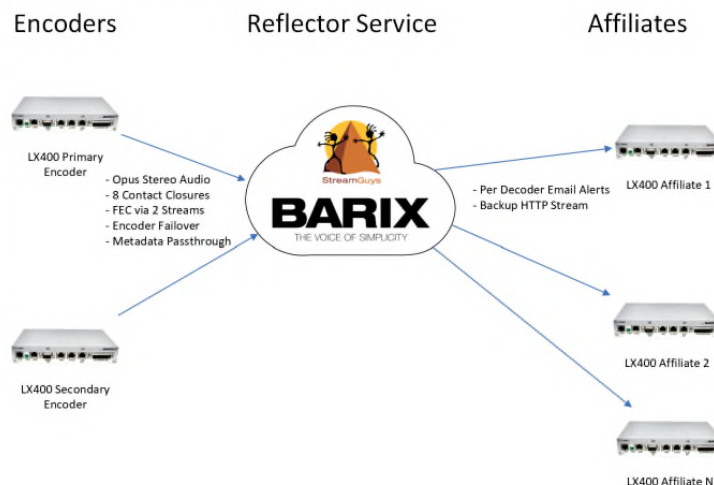 Encoders
Reflector Service
Affiliates
LX400 Primary
Encoder
- Opus Stereo Audio
- 8 Contact Closures
- FEC via 2 Streams
- Encoder Failover
- Metadata Passthrough
StreamGuys
BARIX
THE VOICE OF SIMPLICITY
- Per Decoder Email Alerts
- Backup HTTP Stream
LX400 Affiliate 1
LX400 Secondary
Encoder
LX400 Affiliate 2
LX400 Affiliate N